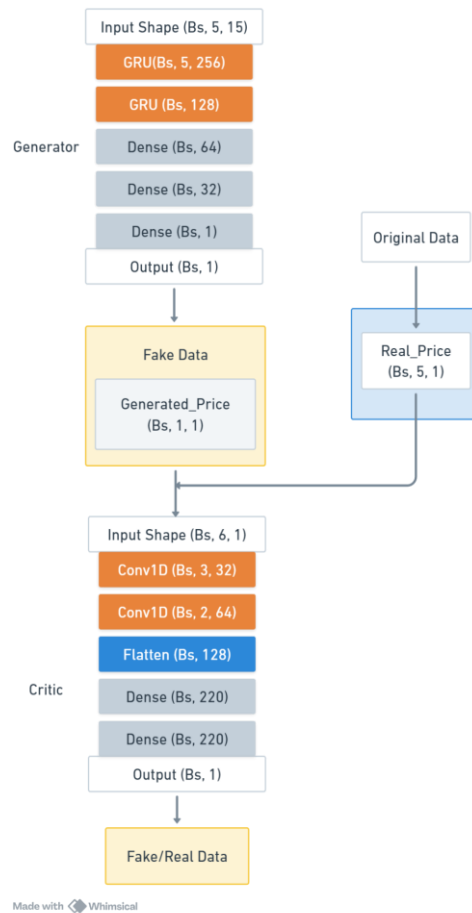 Input Shape (Bs, 5, 15)
GRU(Bs, 5, 256)
GRU (Bs, 128)
Generator
Dense (Bs, 64)
Dense (Bs, 32)
Dense (Bs, 1)
Output (Bs, 1)
Original Data
Fake Data
Generated_Price
(Bs, 1, 1)
Real_Price
(Bs, 5, 1)
Input Shape (Bs, 6, 1)
Conv1D (Bs, 3, 32)
Conv1D (Bs, 2, 64)
Flatten (Bs, 128)
Critic
Dense (Bs, 220)
Dense (Bs, 220)
Output (Bs, 1)
Fake/Real Data
Made with Whimsical